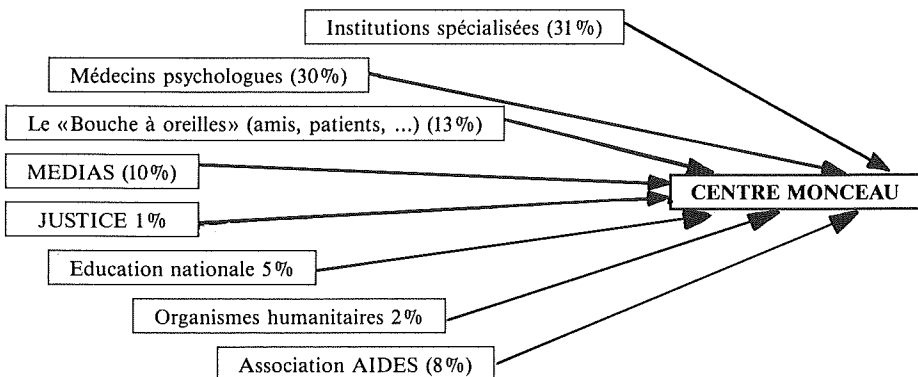 Institutions spécialisées (31%)
Médecins psychologues (30%)
Le «Bouche à oreilles» (amis, patients, ...) (13%)
MEDIAS (10%)
CENTRE MONCEAU
JUSTICE 1%
Education nationale 5%
Organismes humanitaires 2%
Association AIDES (8%)